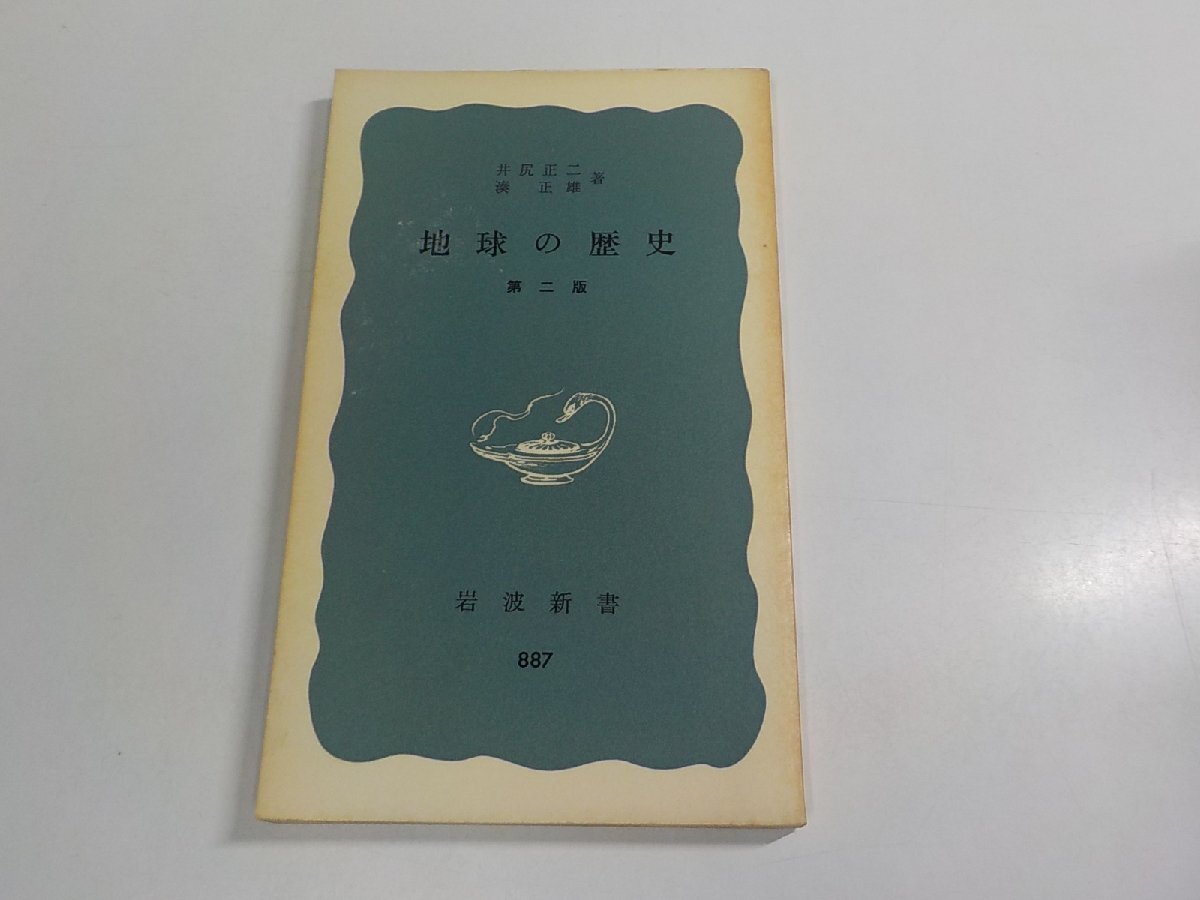 井尻正二
湊正雄 著
地球の歴史
第二版
岩波新書
887